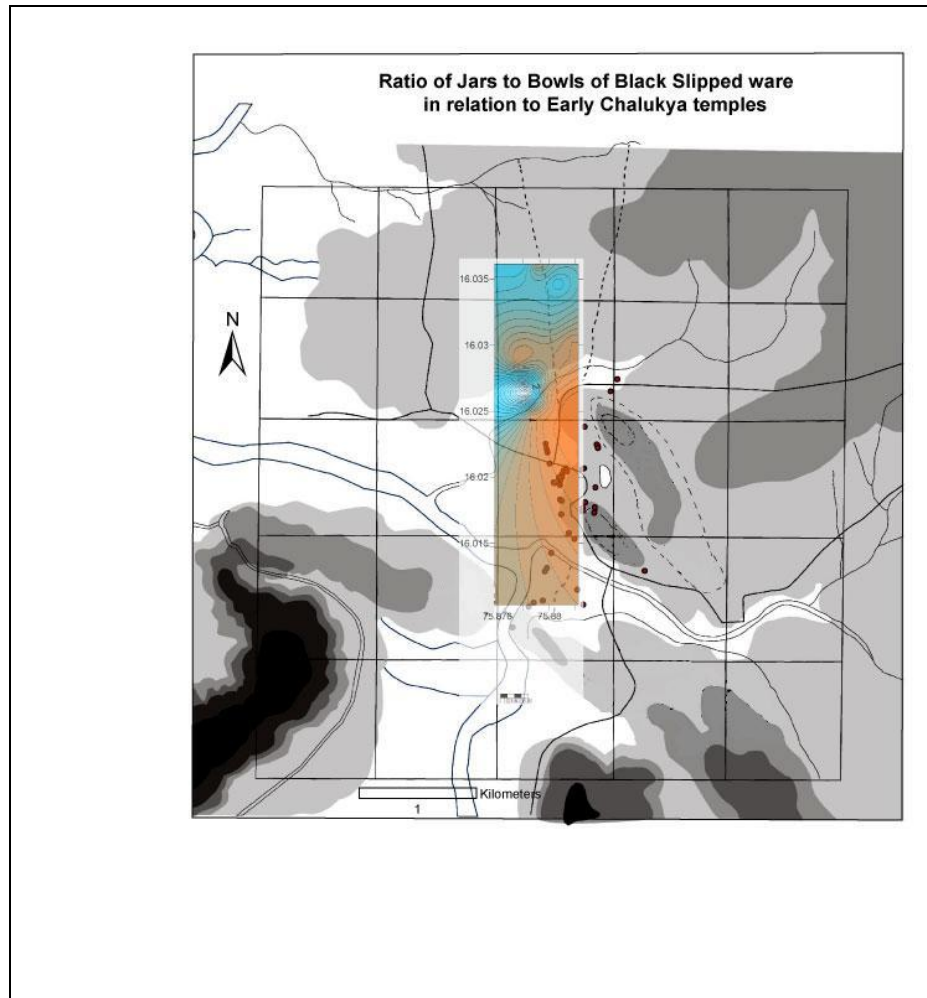 Ratio of Jars to Bowls of Black Slipped ware
in relation to Early Chalukya temples
N
16.035
16.03
16.025
16.02
16.015
75.878 75.88
Kilometers
1